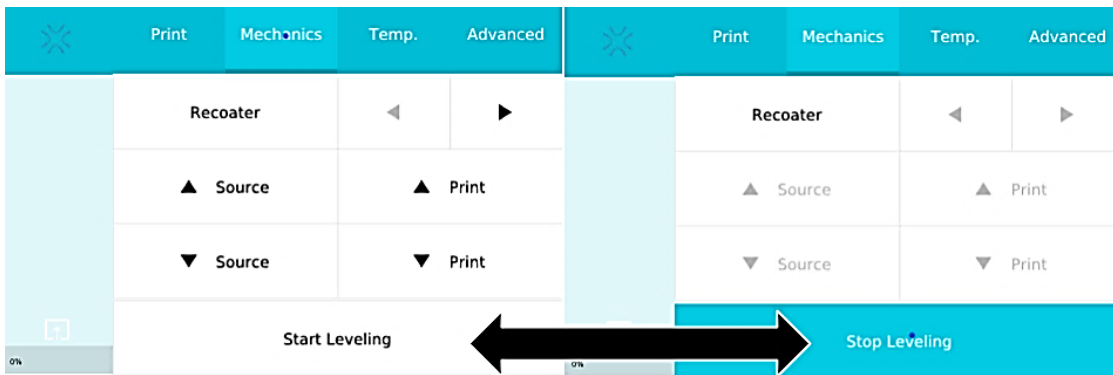 Print Mechanics Temp. Advanced
Recoater
Source Print
Source Print
Start Leveling
0%
Print Mechanics Temp. Advanced
Recoater
Source Print
Source Print
Stop Leveling
0%